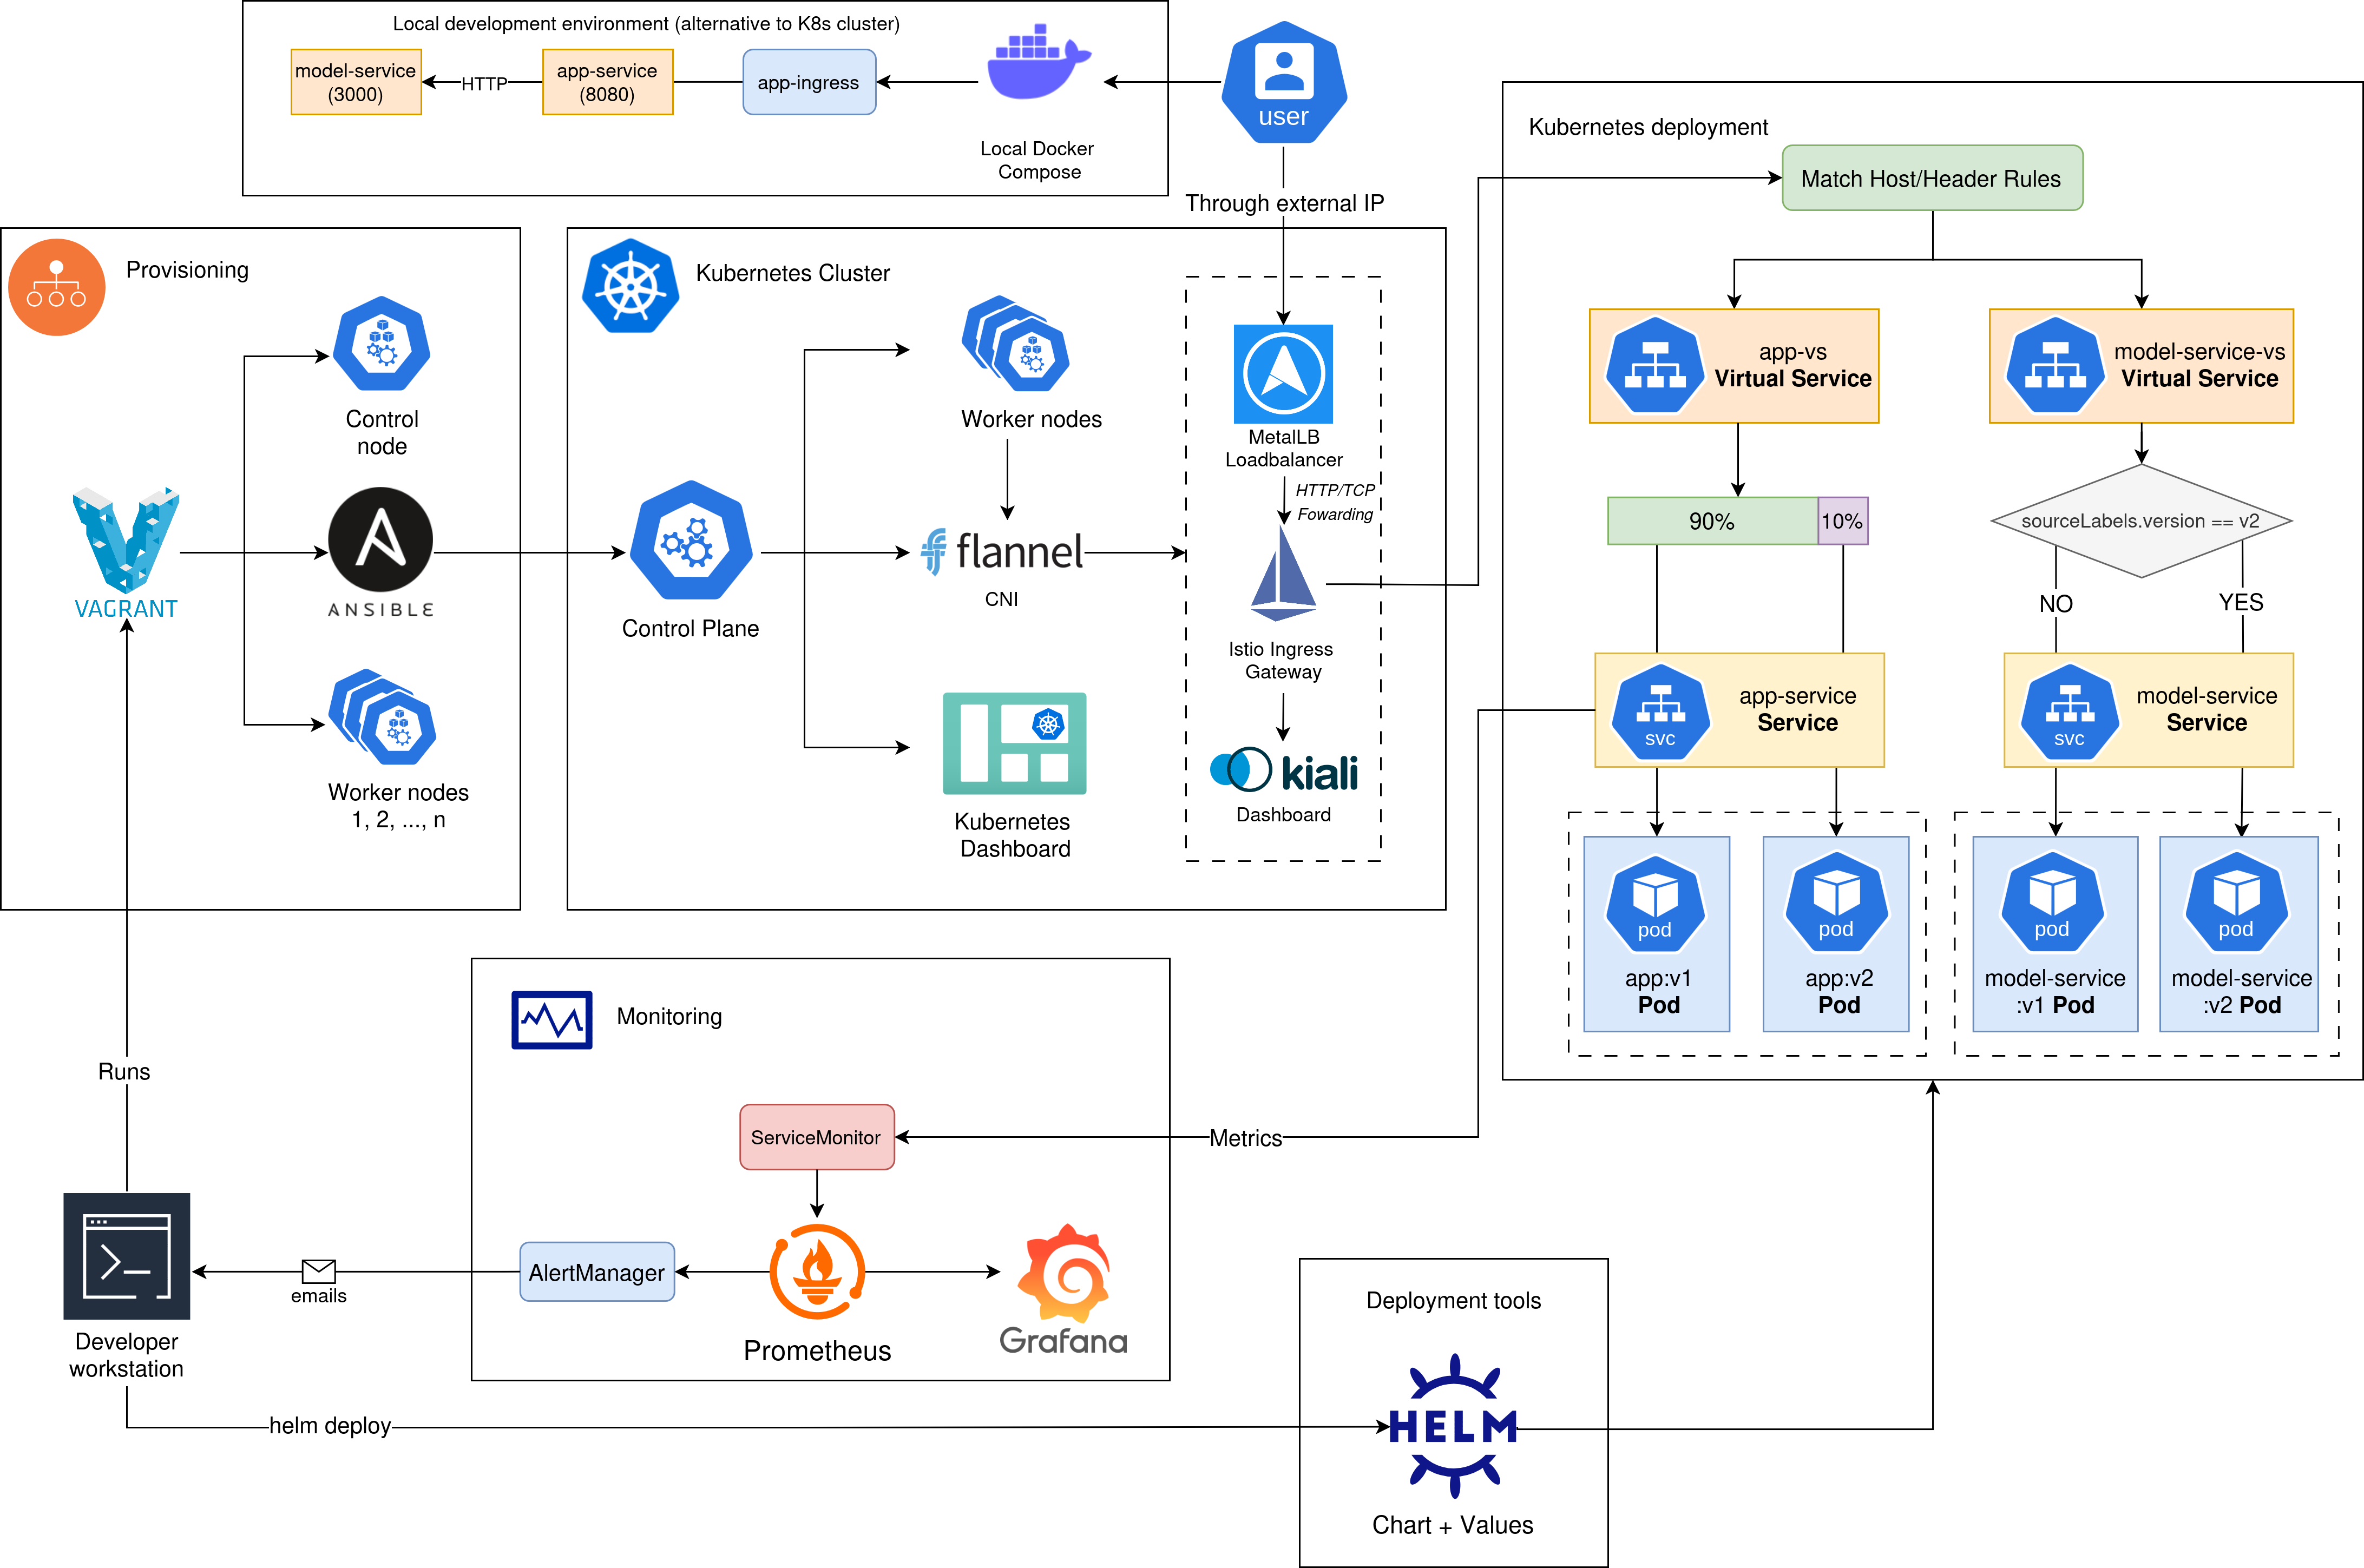 Local development environment (alternative to K8s cluster)
model-service
(3000)
HTTP
app-service
(8080)
app-ingress
Local Docker
Compose
user
Through external IP
Provisioning
Control
node
VAGRANT
ANSIBLE
Worker nodes
1, 2, ..., n
Kubernetes Cluster
Control Plane
Worker nodes
flannel
CNI
Kubernetes
Dashboard
MetalLB
Loadbalancer
HTTP/TCP
Fowarding
Istio Ingress
Gateway
kiali
Dashboard
Kubernetes deployment
Match Host/Header Rules
app-vs
Virtual Service
model-service-vs
Virtual Service
90%
10%
sourceLabels.version == v2
NO
YES
svc
app-service
Service
svc
model-service
Service
pod
app:v1
Pod
pod
app:v2
Pod
pod
model-service
:v1 Pod
pod
model-service
:v2 Pod
Monitoring
ServiceMonitor
Metrics
AlertManager
Prometheus
Grafana
Runs
emails
Developer
workstation
helm deploy
Deployment tools
HELM
Chart + Values